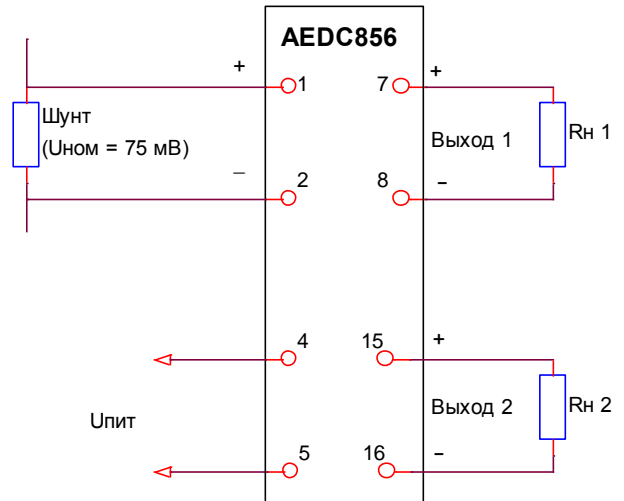 AEDC856
+
1
7
+
Шунт
(Uном = 75 мВ)
Выход 1
Rн 1
–
2
8
–
4
15
+
Uпит
Выход 2
Rн 2
5
16
–